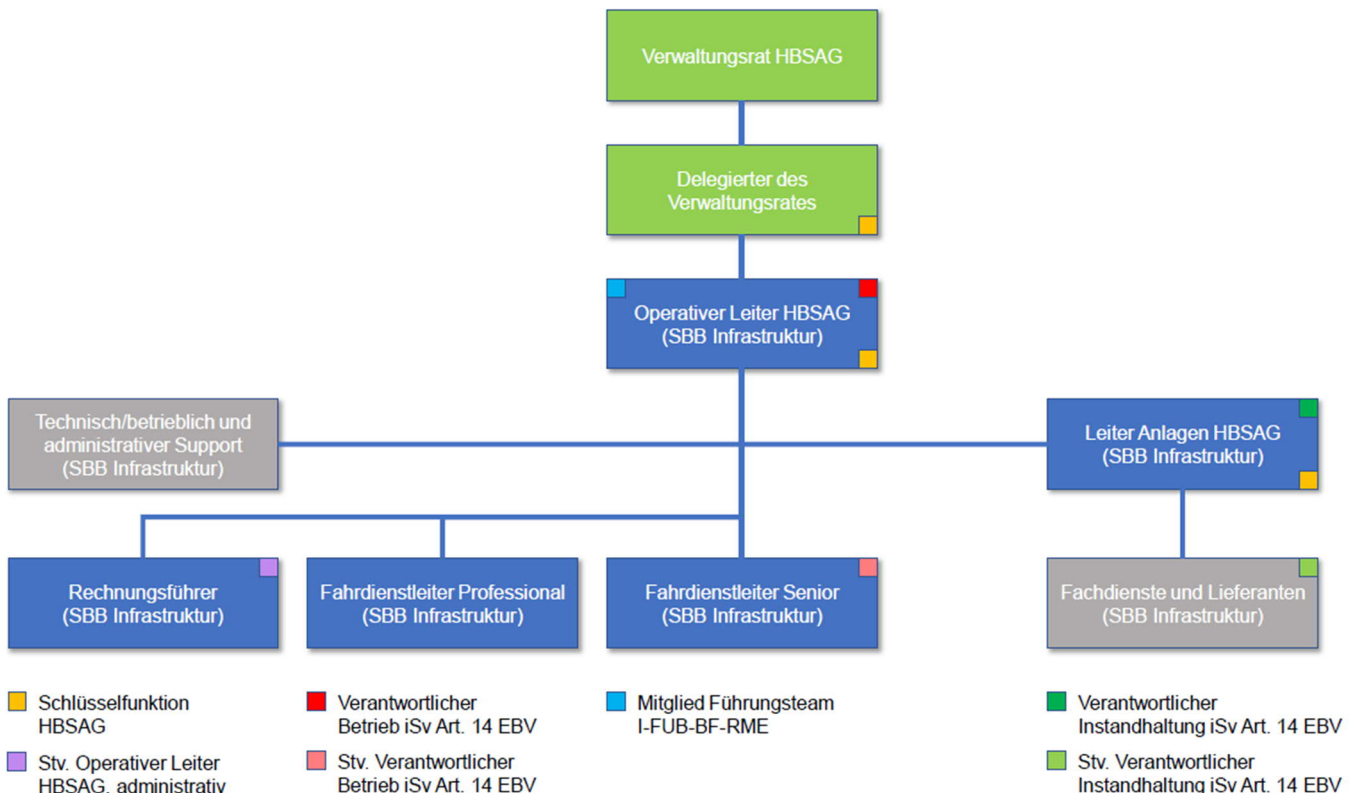 Verwaltungsrat HBSAG
Delegierter des
Verwaltungsrates
Operativer Leiter HBSAG
(SBB Infrastruktur)
Technisch/betrieblich und
administrativer Support
(SBB Infrastruktur)
Leiter Anlagen HBSAG
(SBB Infrastruktur)
Rechnungsführer
(SBB Infrastruktur)
Fahrdienstleiter Professional
(SBB Infrastruktur)
Fahrdienstleiter Senior
(SBB Infrastruktur)
Fachdienste und Lieferanten
(SBB Infrastruktur)
Schlüsselfunktion
HBSAG
Verantwortlicher
Betrieb iSv Art. 14 EBV
Mitglied Führungsteam
I-FUB-BF-RME
Verantwortlicher
Instandhaltung iSv Art. 14 EBV
Stv. Operativer Leiter
HBSAG, administrativ
Stv. Verantwortlicher
Betrieb iSv Art. 14 EBV
Stv. Verantwortlicher
Instandhaltung iSv Art. 14 EBV